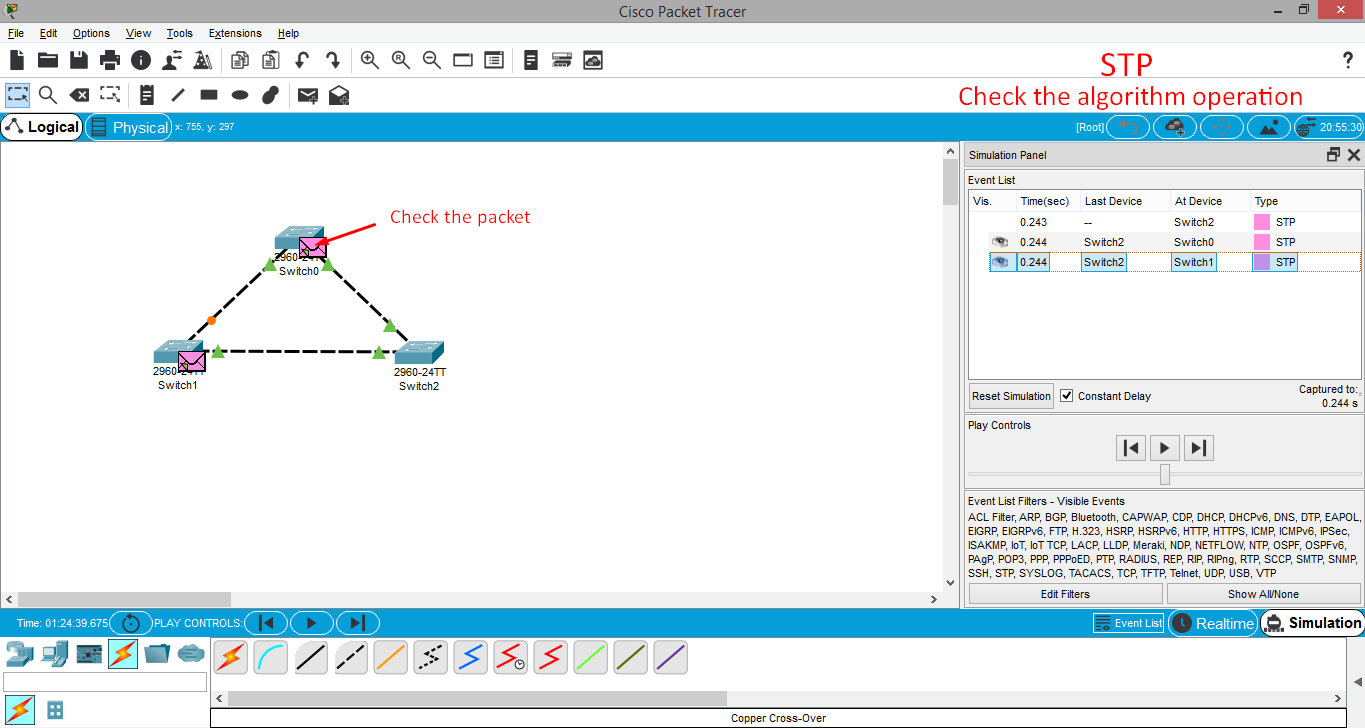 Cisco Packet Tracer
File Edit Options View Tools Extensions Help
STP
Check the algorithm operation
Logical Physical x: 755, y: 297 [Root] 20:55:30
Check the packet
Switch0
2960-24TT
Switch1
2960-24TT
Switch2
Simulation Panel
Event List
Vis. Time(sec) Last Device At Device Type
0.243 -- Switch2 STP
0.244 Switch2 Switch0 STP
0.244 Switch2 Switch1 STP
Reset Simulation Constant Delay
Captured to:
0.244 s
Play Controls
Event List Filters - Visible Events
ACL Filter, ARP, BGP, Bluetooth, CAPWAP, CDP, DHCP, DHCPv6, DNS, DTP, EAPOL,
EIGRP, EIGRPv6, FTP, H.323, HSRP, HSRPv6, HTTP, HTTPS, ICMP, ICMPv6, IPSec,
ISAKMP, IoT, IoT TCP, LACP, LLDP, Meraki, NDP, NETFLOW, NTP, OSPF, OSPFv6,
PAgP, POP3, PPP, PPPoED, PTP, RADIUS, REP, RIP, RIPng, RTP, SCCP, SMTP, SNMP,
SSH, STP, SYSLOG, TACACS, TCP, TFTP, Telnet, UDP, USB, VTP
Edit Filters Show All/None
Time: 01:24:39.675 PLAY CONTROLS: Event List Realtime Simulation
Copper Cross-Over